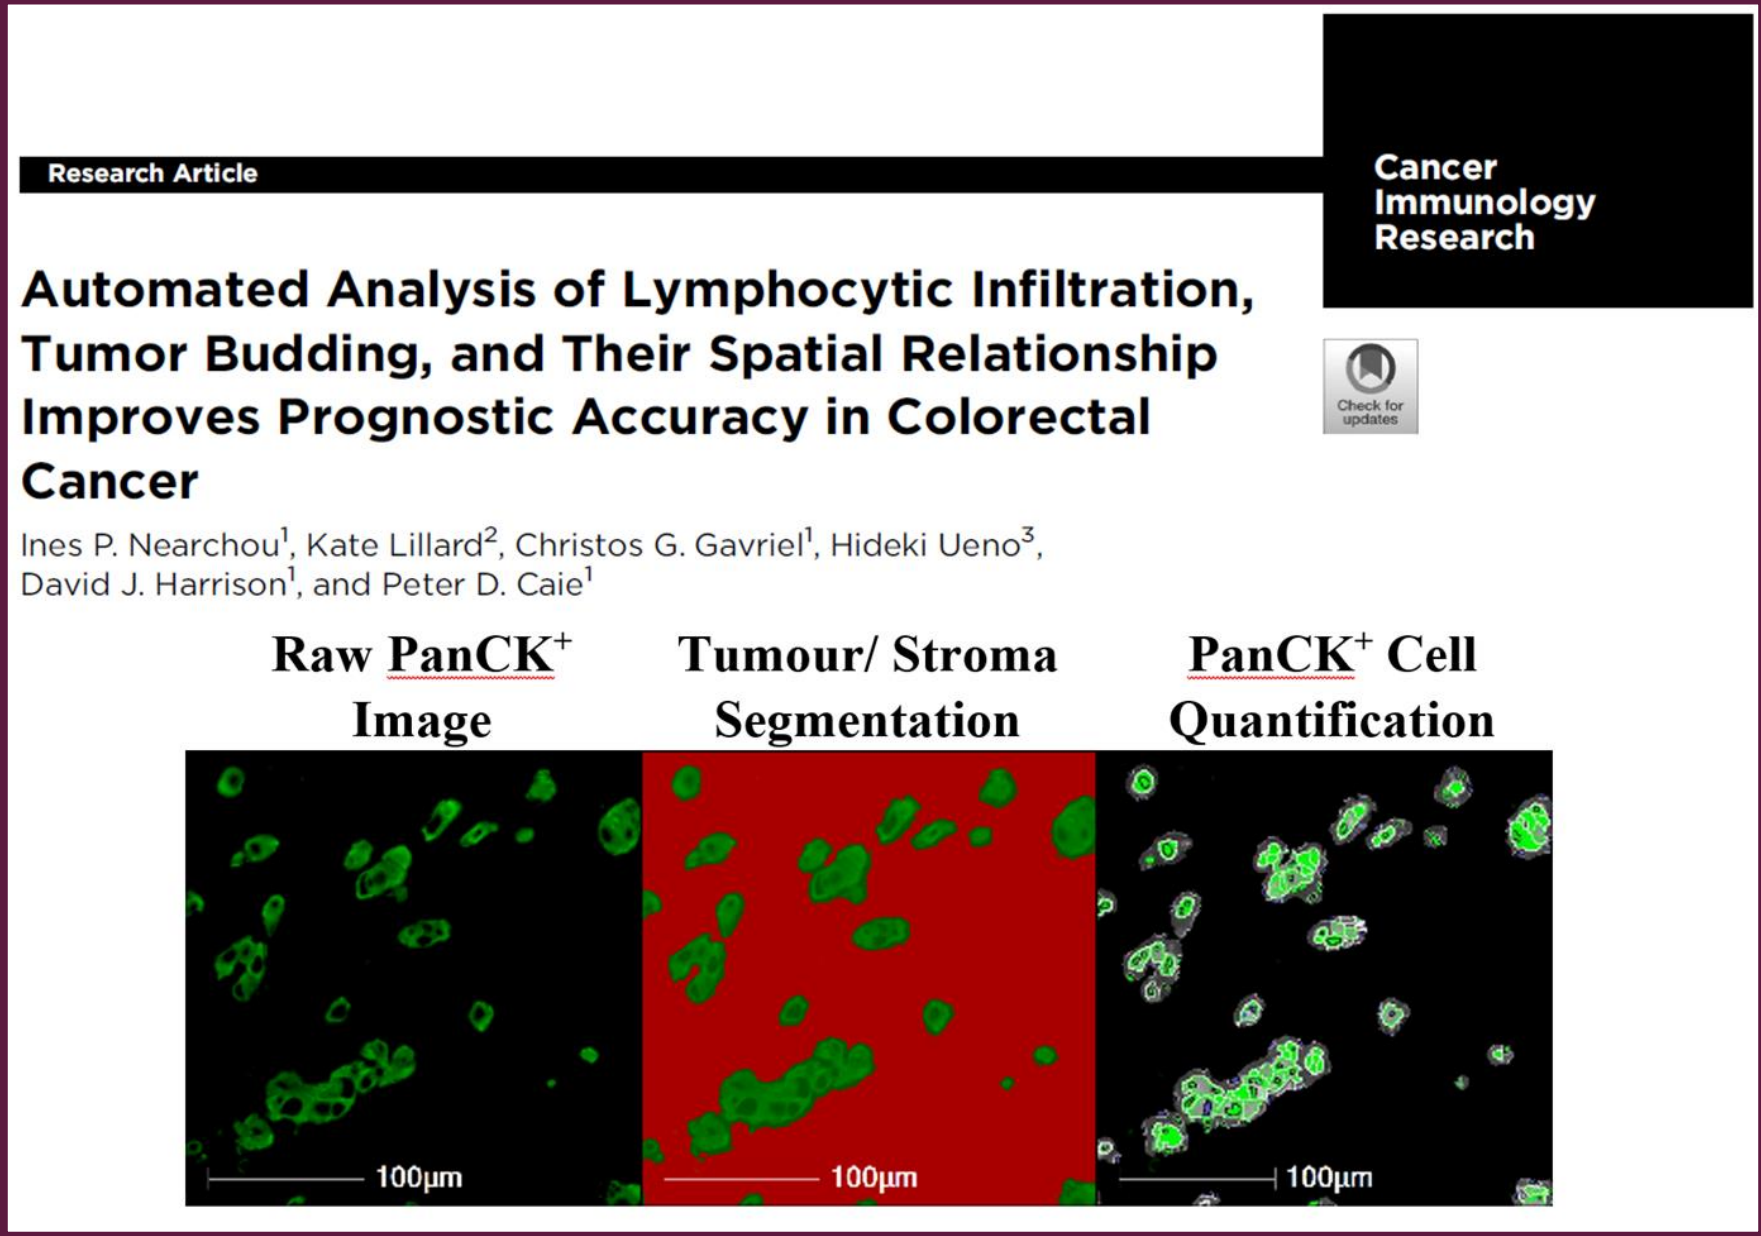 Research Article
Cancer
Immunology
Research
Automated Analysis of Lymphocytic Infiltration,
Tumor Budding, and Their Spatial Relationship
Improves Prognostic Accuracy in Colorectal
Cancer
Check for
updates
Ines P. Nearchou¹, Kate Lillard², Christos G. Gavriel¹, Hideki Ueno³,
David J. Harrison¹, and Peter D. Caie¹
Raw PanCK⁺
Image
Tumour/ Stroma
Segmentation
PanCK⁺ Cell
Quantification
100µm
100µm
100µm